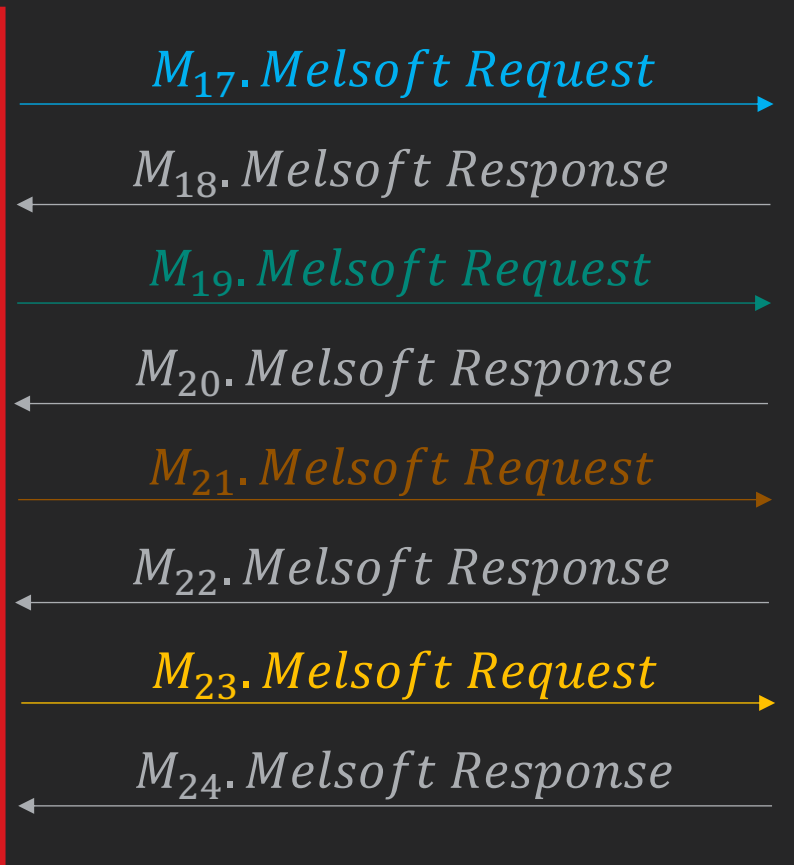 M₁₇. Melsoft Request
M₁₈. Melsoft Response
M₁₉. Melsoft Request
M₂₀. Melsoft Response
M₂₁. Melsoft Request
M₂₂. Melsoft Response
M₂₃. Melsoft Request
M₂₄. Melsoft Response